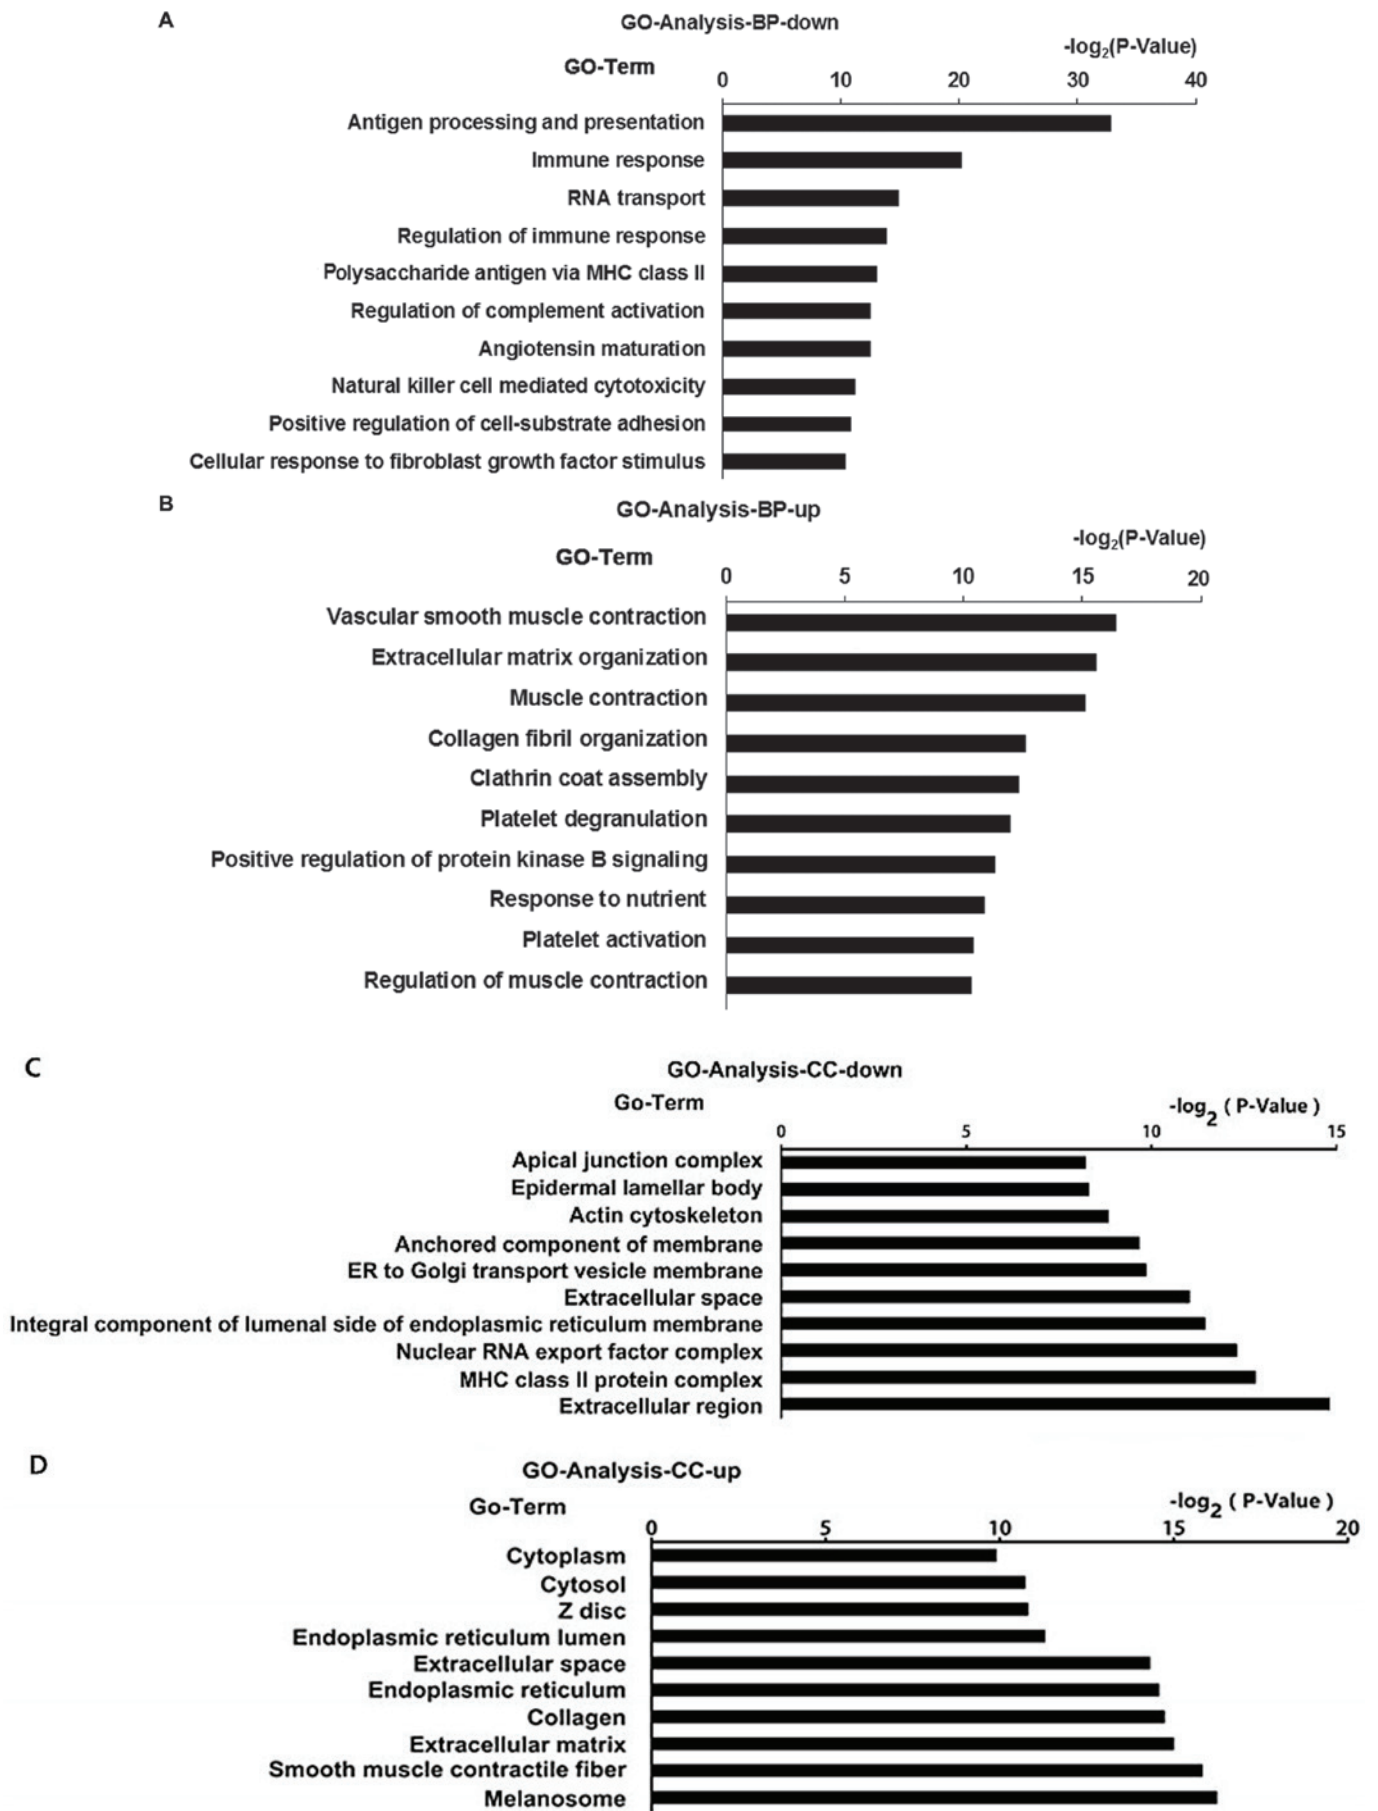 A
GO-Analysis-BP-down
-log2(P-Value)
GO-Term
0 10 20 30 40
Antigen processing and presentation
Immune response
RNA transport
Regulation of immune response
Polysaccharide antigen via MHC class II
Regulation of complement activation
Angiotensin maturation
Natural killer cell mediated cytotoxicity
Positive regulation of cell-substrate adhesion
Cellular response to fibroblast growth factor stimulus
B
GO-Analysis-BP-up
-log2(P-Value)
GO-Term
0 5 10 15 20
Vascular smooth muscle contraction
Extracellular matrix organization
Muscle contraction
Collagen fibril organization
Clathrin coat assembly
Platelet degranulation
Positive regulation of protein kinase B signaling
Response to nutrient
Platelet activation
Regulation of muscle contraction
C
GO-Analysis-CC-down
Go-Term
-log2 ( P-Value )
0 5 10 15
Apical junction complex
Epidermal lamellar body
Actin cytoskeleton
Anchored component of membrane
ER to Golgi transport vesicle membrane
Extracellular space
Integral component of lumenal side of endoplasmic reticulum membrane
Nuclear RNA export factor complex
MHC class II protein complex
Extracellular region
D
GO-Analysis-CC-up
Go-Term
-log2 ( P-Value )
0 5 10 15 20
Cytoplasm
Cytosol
Z disc
Endoplasmic reticulum lumen
Extracellular space
Endoplasmic reticulum
Collagen
Extracellular matrix
Smooth muscle contractile fiber
Melanosome